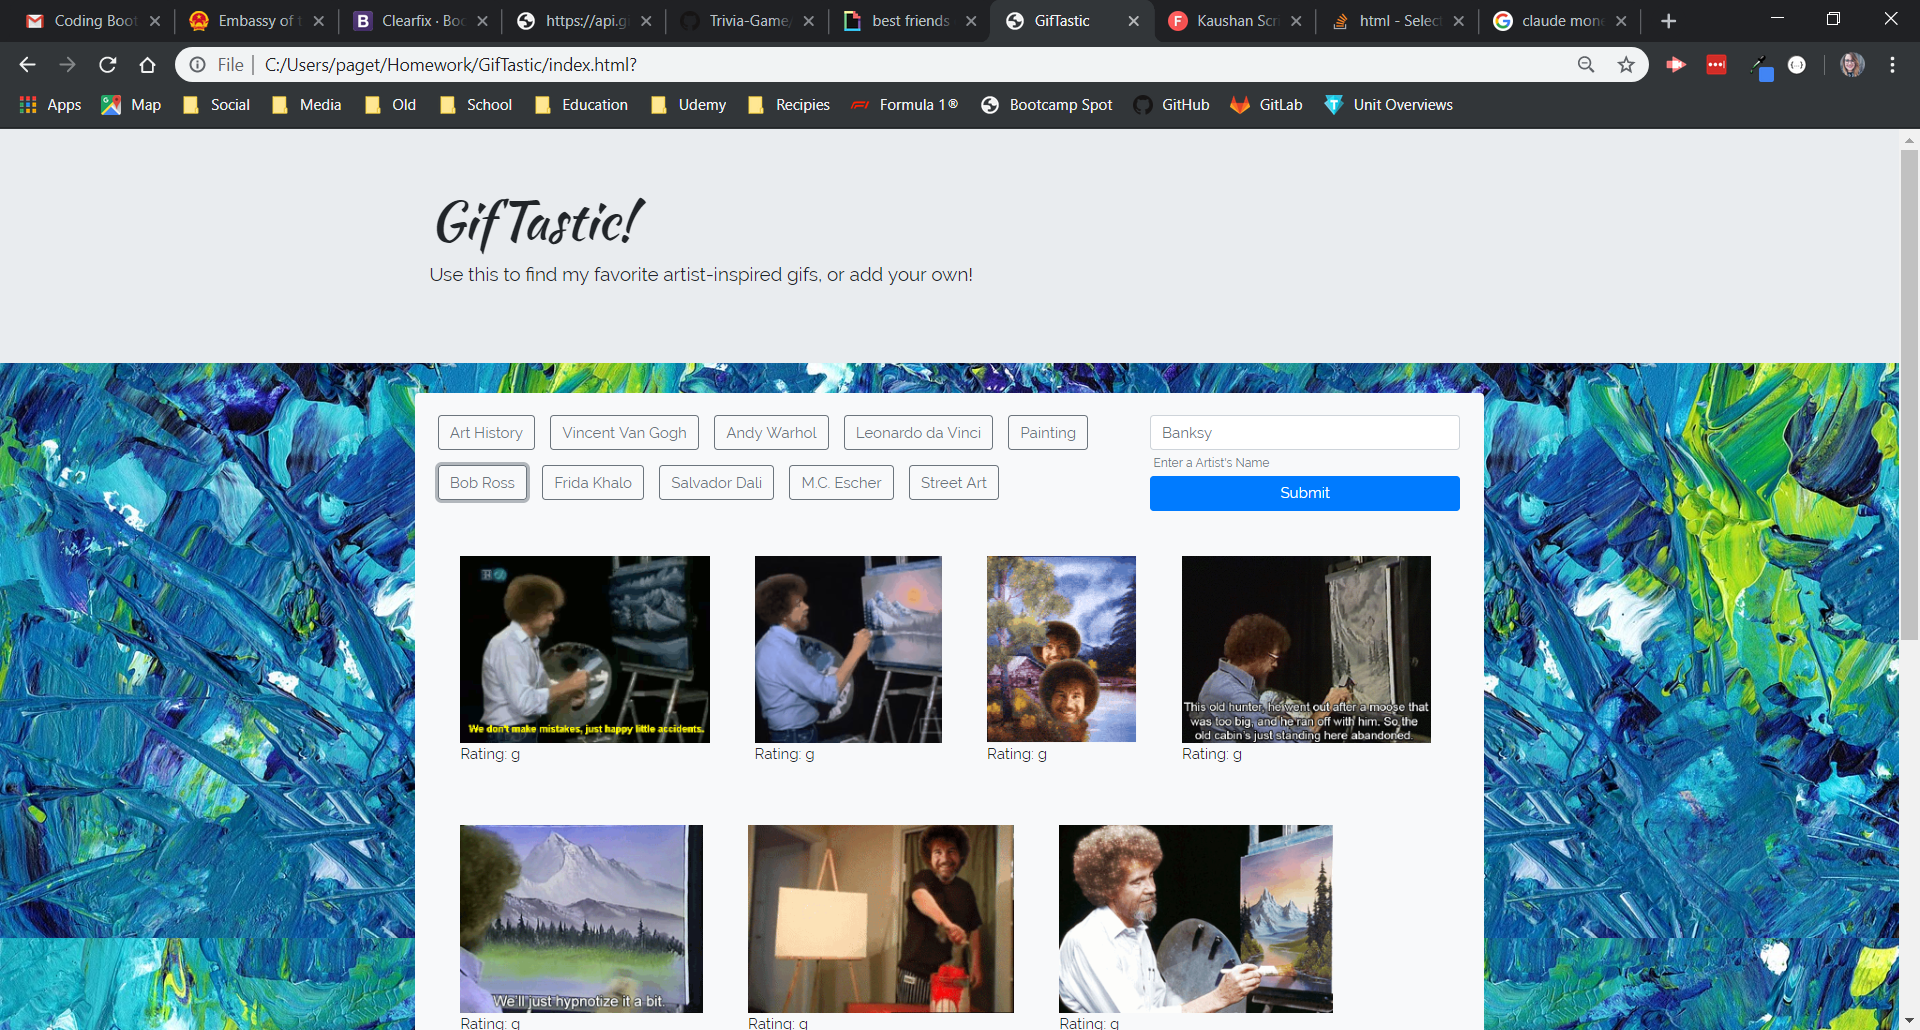 Coding Boot
Embassy of t
Clearfix · Boo
https://api.gi
Trivia-Game/
best friends
GifTastic
Kaushan Scri
html - Select
claude mone
File
C:/Users/paget/Homework/GifTastic/index.html?
Apps
Map
Social
Media
Old
School
Education
Udemy
Recipies
Formula 1®
Bootcamp Spot
GitHub
GitLab
Unit Overviews
GifTastic!
Use this to find my favorite artist-inspired gifs, or add your own!
Art History
Vincent Van Gogh
Andy Warhol
Leonardo da Vinci
Painting
Banksy
Enter a Artist's Name
Bob Ross
Frida Khalo
Salvador Dalí
M.C. Escher
Street Art
Submit
We don't make mistakes, just happy little accidents.
This old hunter, he went out after a moose that
was too big, and he ran off with him. So the
old cabin's just standing here abandoned.
Rating: g
Rating: g
Rating: g
Rating: g
We'll just hypnotize it a bit.
Rating: g
Rating: g
Rating: g